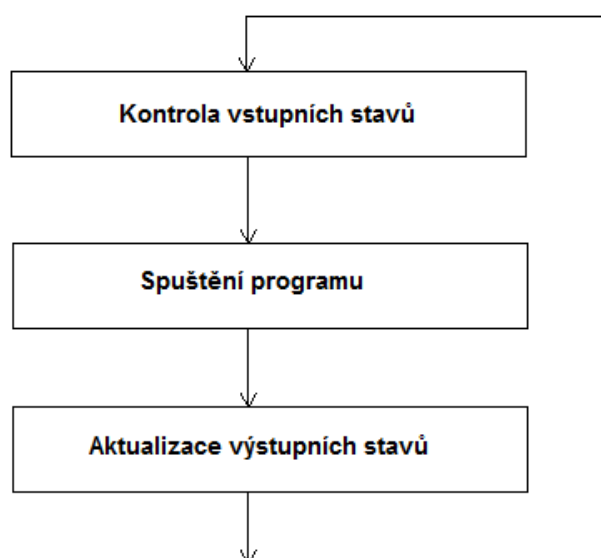 Kontrola vstupních stavů
Spuštění programu
Aktualizace výstupních stavů